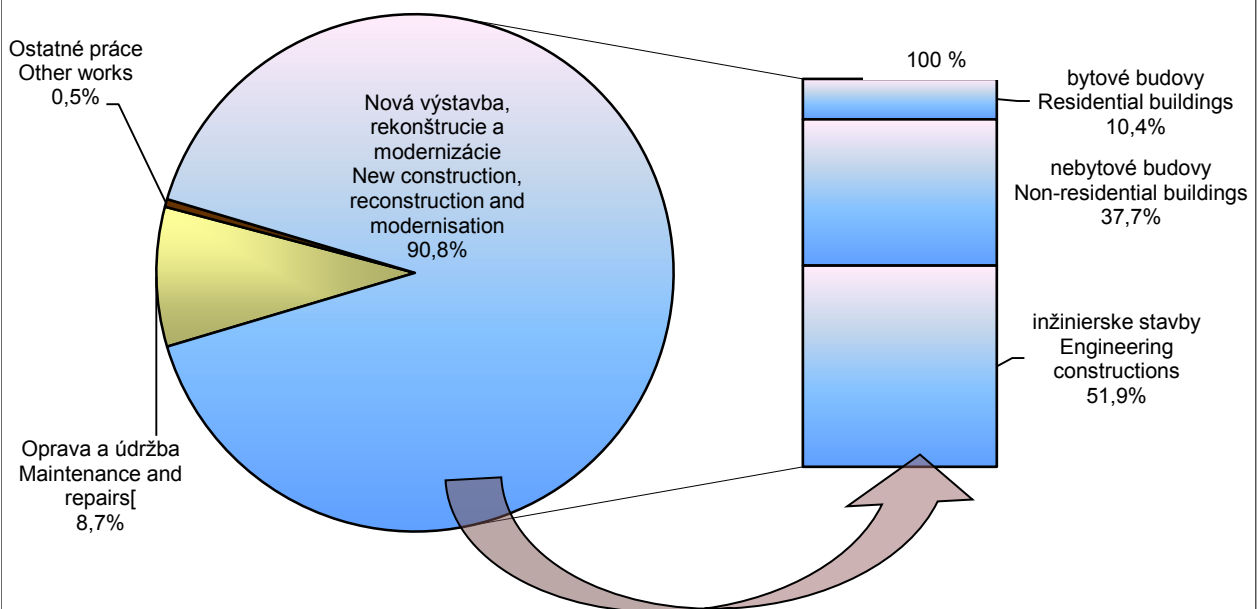 Ostatné práce
Other works
0,5%
Nová výstavba,
rekonštrucie a
modernizácie
New construction,
reconstruction and
modernisation
90,8%
Oprava a údržba
Maintenance and
repairs[
8,7%
100 %
bytové budovy
Residential buildings
10,4%
nebytové budovy
Non-residential buildings
37,7%
inžinierske stavby
Engineering
constructions
51,9%